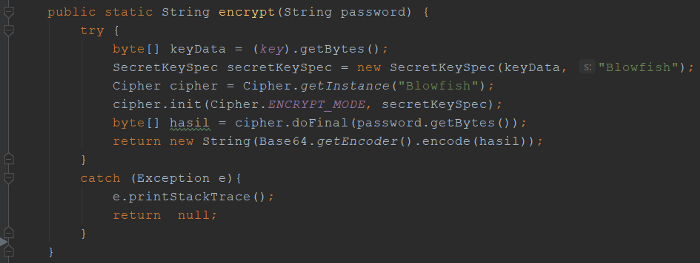 public static String encrypt(String password) {
try {
byte[] keyData = (key).getBytes();
SecretKeySpec secretKeySpec = new SecretKeySpec(keyData, s: "Blowfish");
Cipher cipher = Cipher.getInstance("Blowfish");
cipher.init(Cipher.ENCRYPT_MODE, secretKeySpec);
byte[] hasil = cipher.doFinal(password.getBytes());
return new String(Base64.getEncoder().encode(hasil));
}
catch (Exception e){
e.printStackTrace();
return  null;
}
}